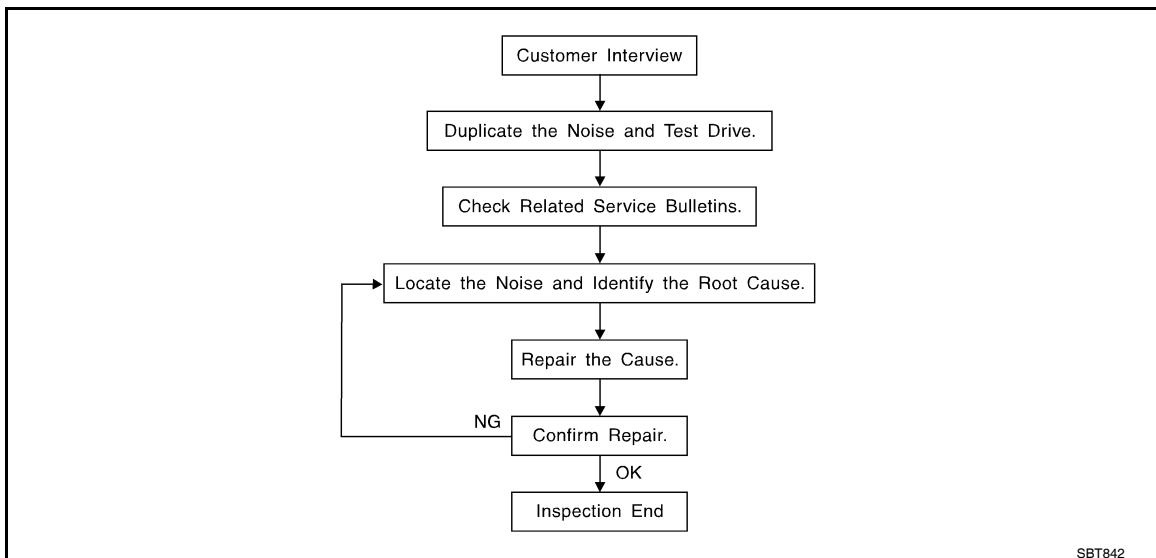 Customer Interview
Duplicate the Noise and Test Drive.
Check Related Service Bulletins.
Locate the Noise and Identify the Root Cause.
Repair the Cause.
NG
Confirm Repair.
OK
Inspection End
SBT842